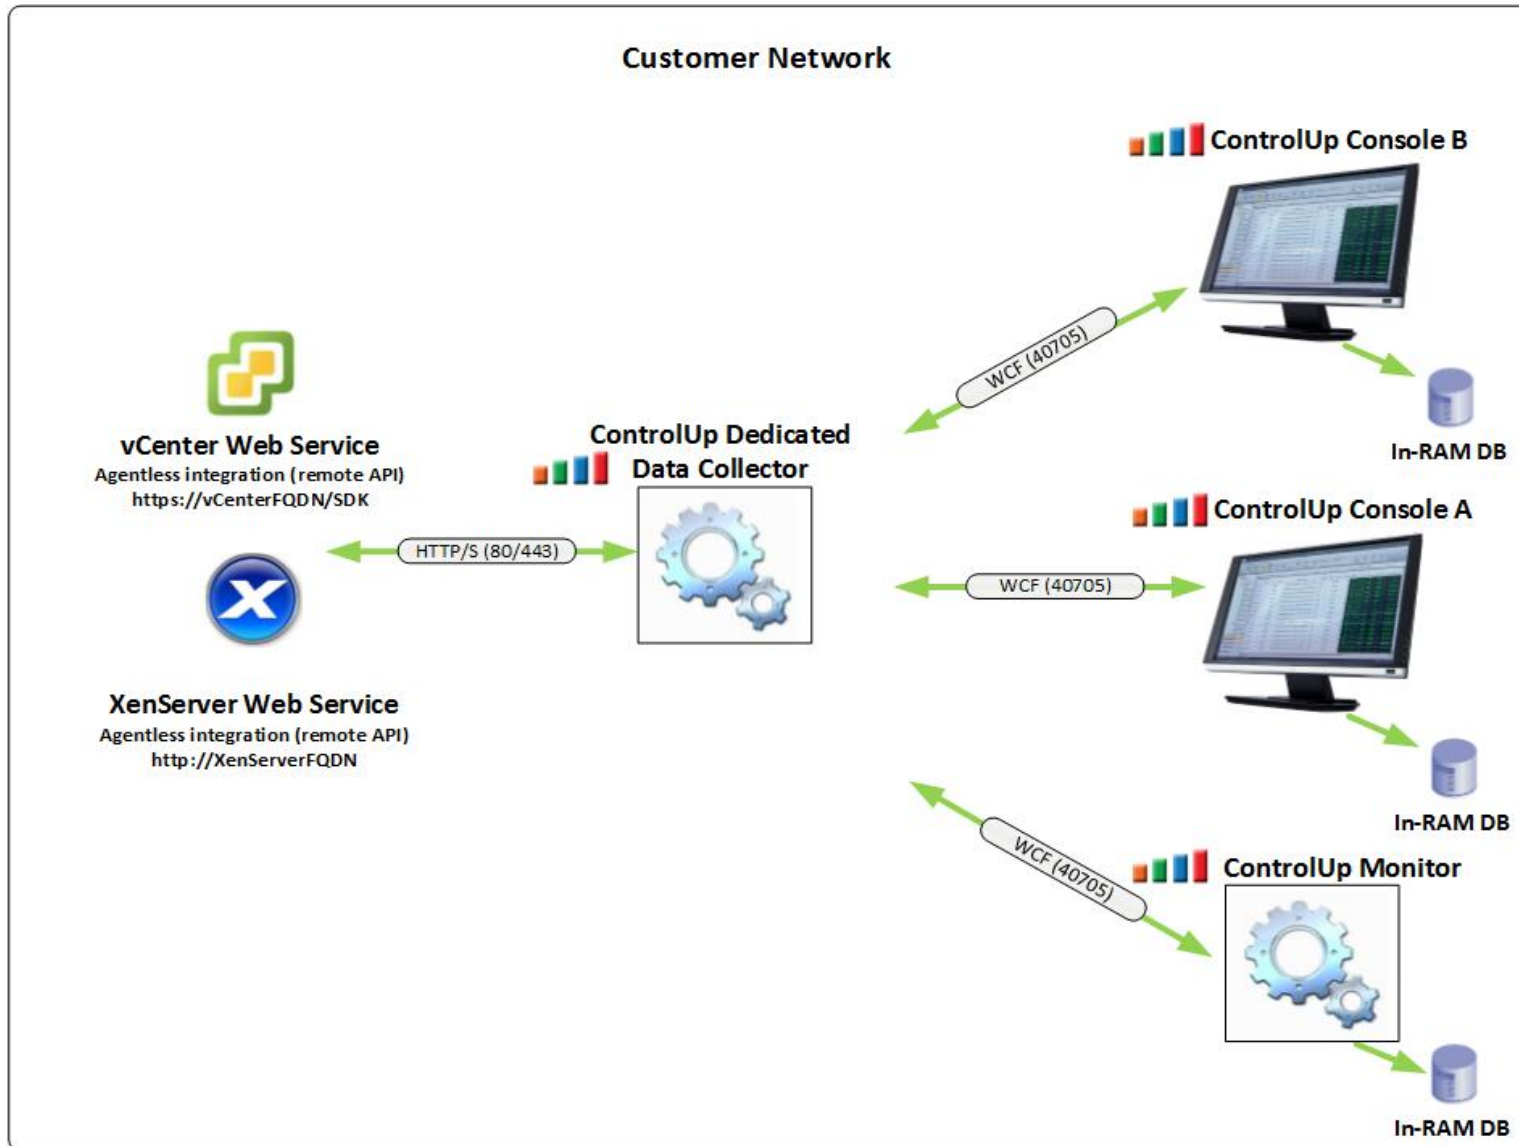 Customer Network
ControlUp Console B
WCF (40705)
In-RAM DB
vCenter Web Service
Agentless integration (remote API)
https://vCenterFQDN/SDK
ControlUp Dedicated
Data Collector
HTTP/S (80/443)
ControlUp Console A
WCF (40705)
In-RAM DB
XenServer Web Service
Agentless integration (remote API)
http://XenServerFQDN
WCF (40705)
ControlUp Monitor
In-RAM DB